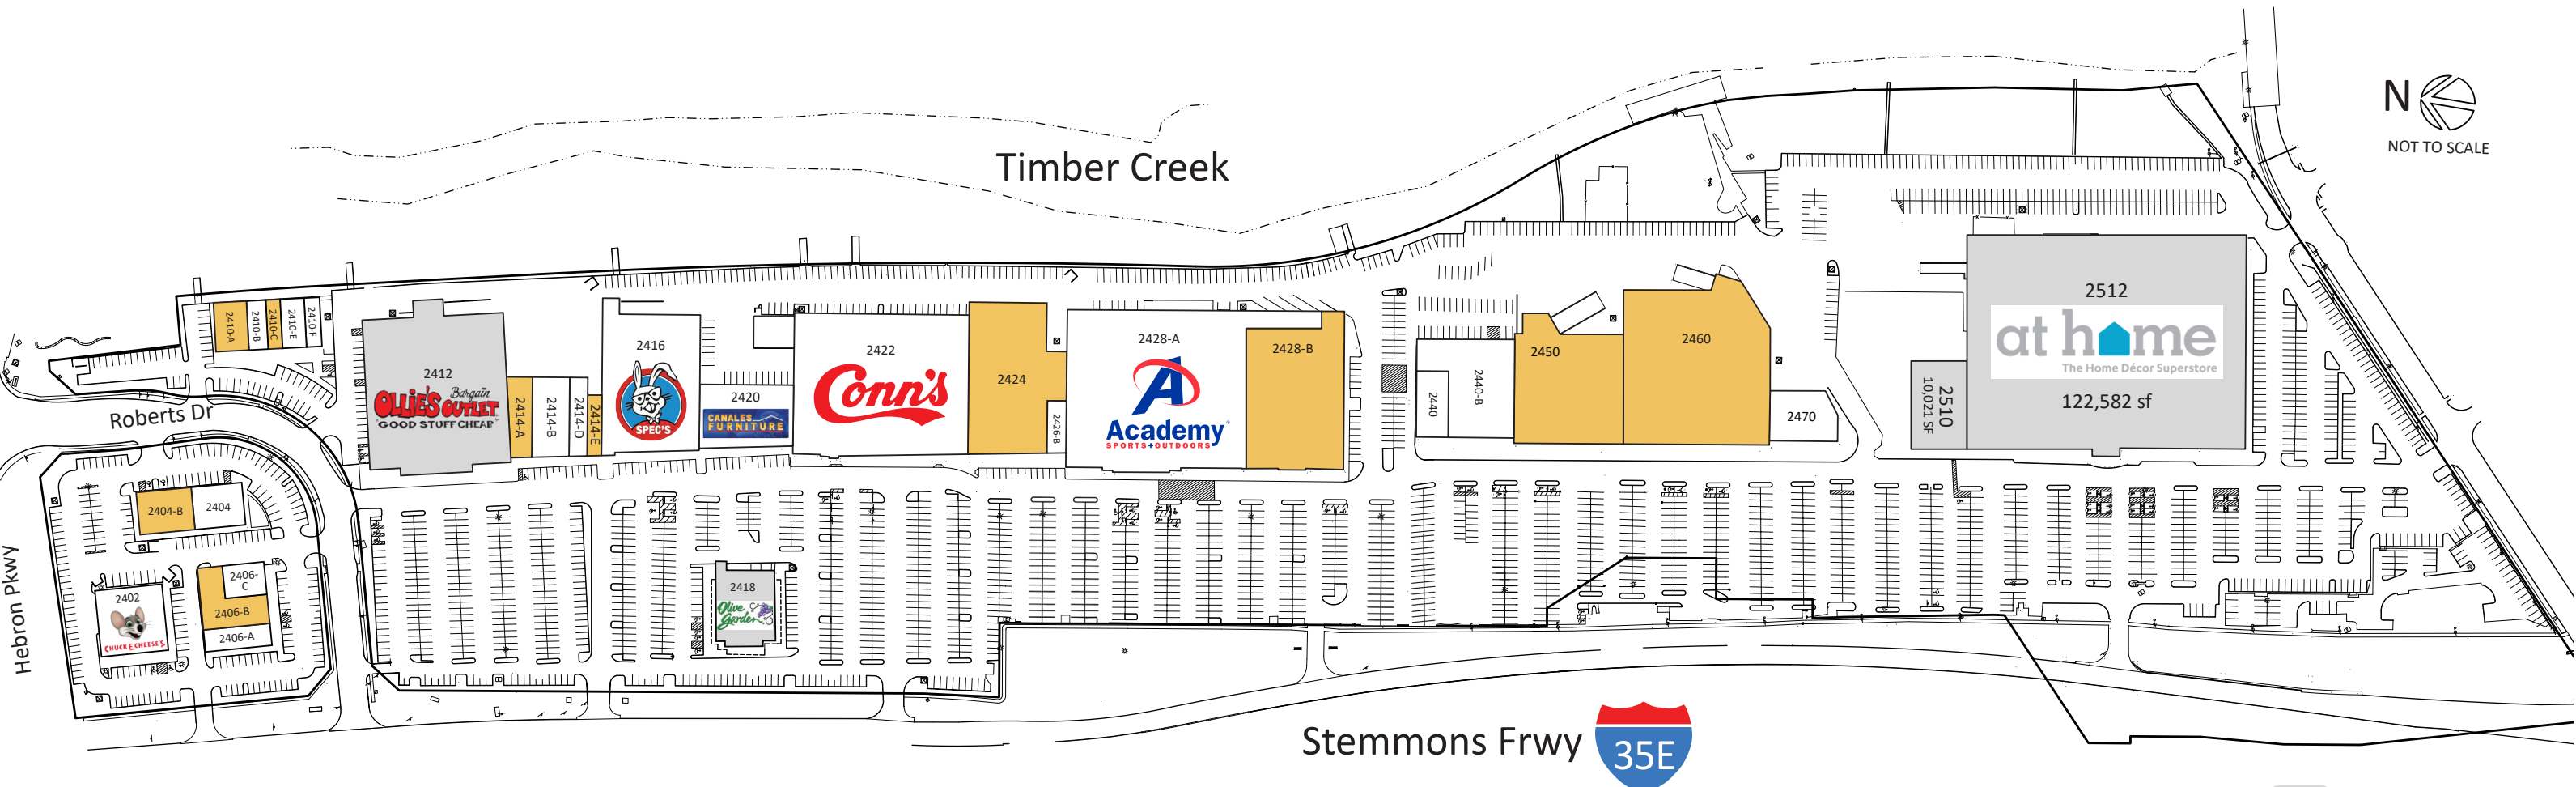 Timber Creek
N
NOT TO SCALE
2410-A
2410-B
2410-C
2410-E
2410-F
Roberts Dr
Hebron Pkwy
2412
OLLIE'S
Bargain
OUTLET
"GOOD STUFF CHEAP"
2414-A
2414-B
2414-D
2414-E
2416
SPEC'S
2420
CANALES
FURNITURE
2422
Conn's
2424
2426-B
2428-A
Academy
SPORTS+OUTDOORS
2428-B
2440
2440-B
2450
2460
2470
2510
10,021 SF
2512
at home
The Home Décor Superstore
122,582 sf
2404-B
2404
2402
CHUCK E. CHEESE'S
2406-
C
2406-B
2406-A
2418
Olive
Garden
Stemmons Frwy
35E